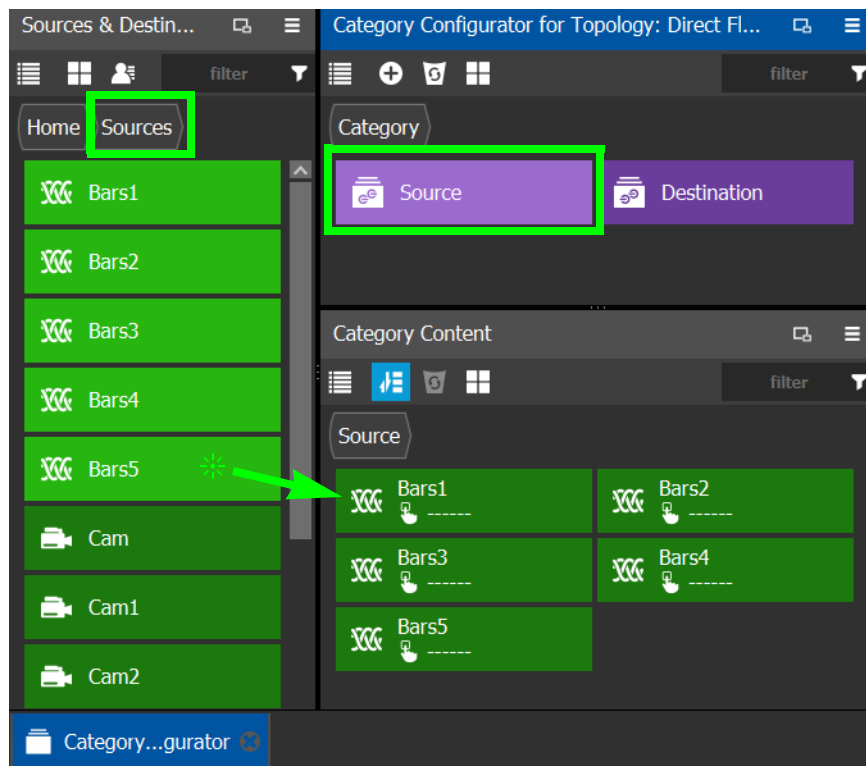 Sources & Destin...
filter
Home
Sources
Bars1
Bars2
Bars3
Bars4
Bars5
Cam
Cam1
Cam2
Category Configurator for Topology: Direct Fl...
filter
Category
Source
Destination
Category Content
filter
Source
Bars1
------
Bars2
------
Bars3
------
Bars4
------
Bars5
------
Category...gurator